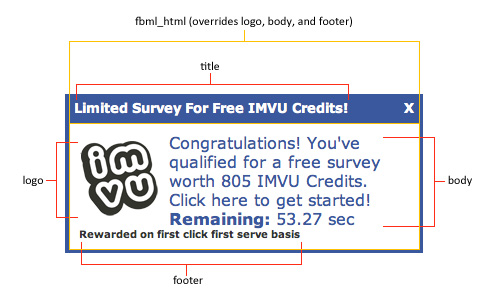 fbml_html (overrides logo, body, and footer)
title
Limited Survey For Free IMVU Credits! X
logo
imvu
Congratulations! You've
qualified for a free survey
worth 805 IMVU Credits.
Click here to get started!
Remaining: 53.27 sec
body
Rewarded on first click first serve basis
footer